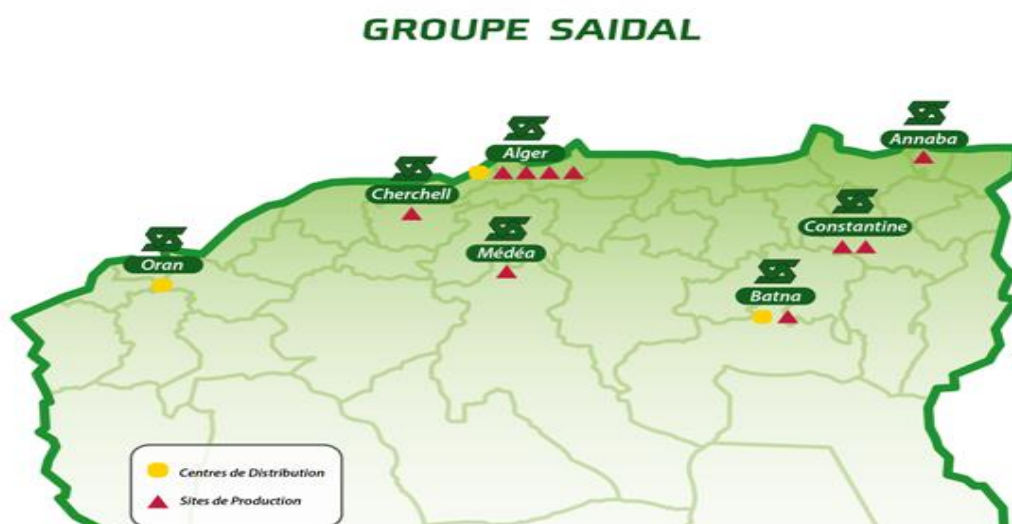 GROUPE SAIDAL
Annaba
Alger
Cherchell
Constantine
Médéa
Oran
Batna
Centres de Distribution
Sites de Production